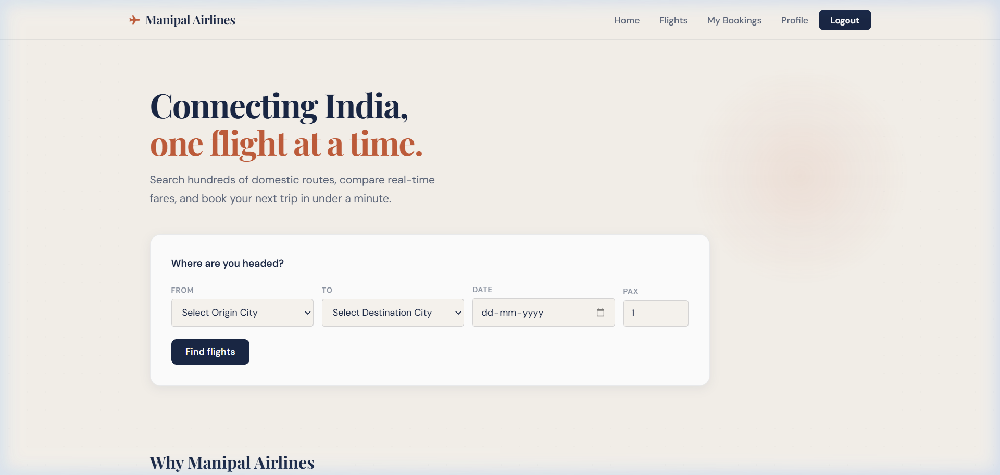 Manipal Airlines
Home
Flights
My Bookings
Profile
Logout
Connecting India,
one flight at a time.
Search hundreds of domestic routes, compare real-time
fares, and book your next trip in under a minute.
Where are you headed?
FROM
TO
DATE
PAX
Select Origin City
Select Destination City
dd-mm-yyyy
1
Find flights
Why Manipal Airlines